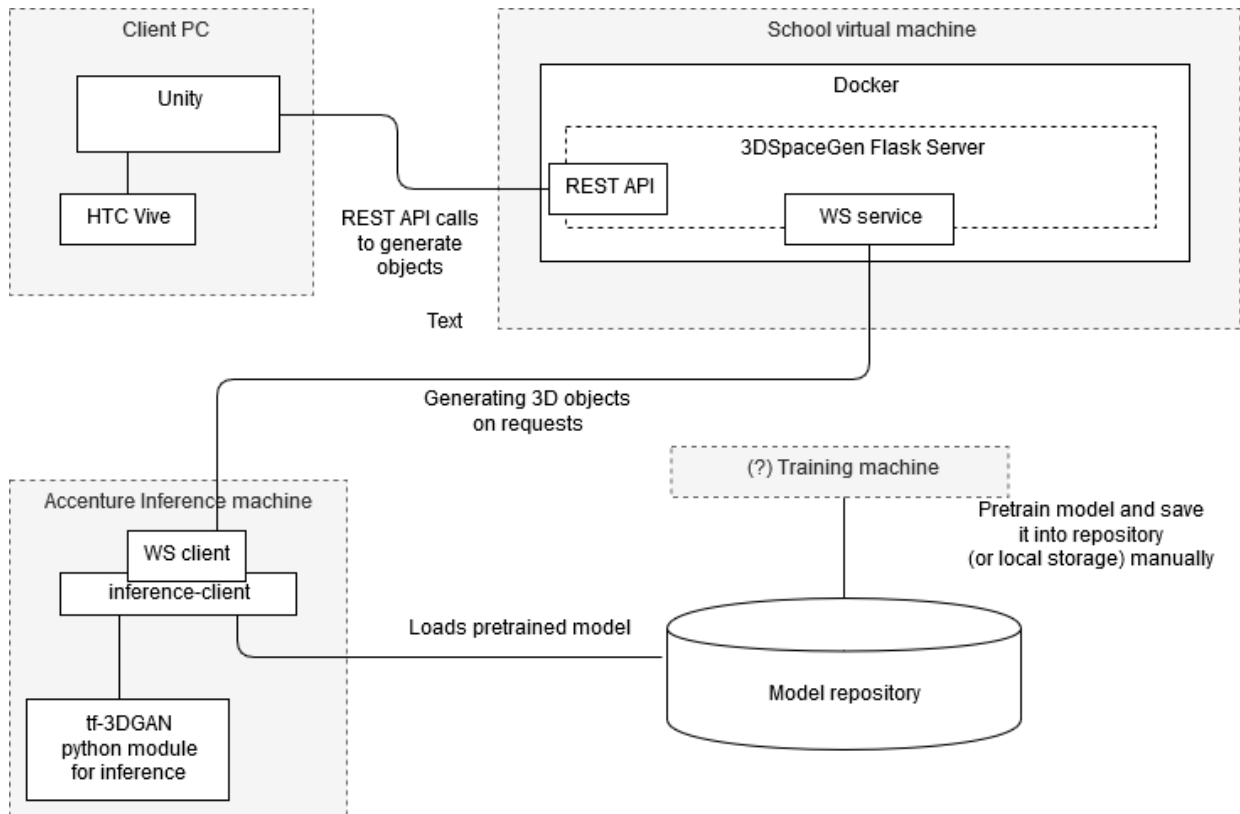 Client PC
Unity
HTC Vive
School virtual machine
Docker
3DSpaceGen Flask Server
REST API
WS service
REST API calls
to generate
objects
Text
Generating 3D objects
on requests
(?) Training machine
Pretrain model and save
it into repository
(or local storage) manually
Accenture Inference machine
WS client
inference-client
Loads pretrained model
Model repository
tf-3DGAN
python module
for inference